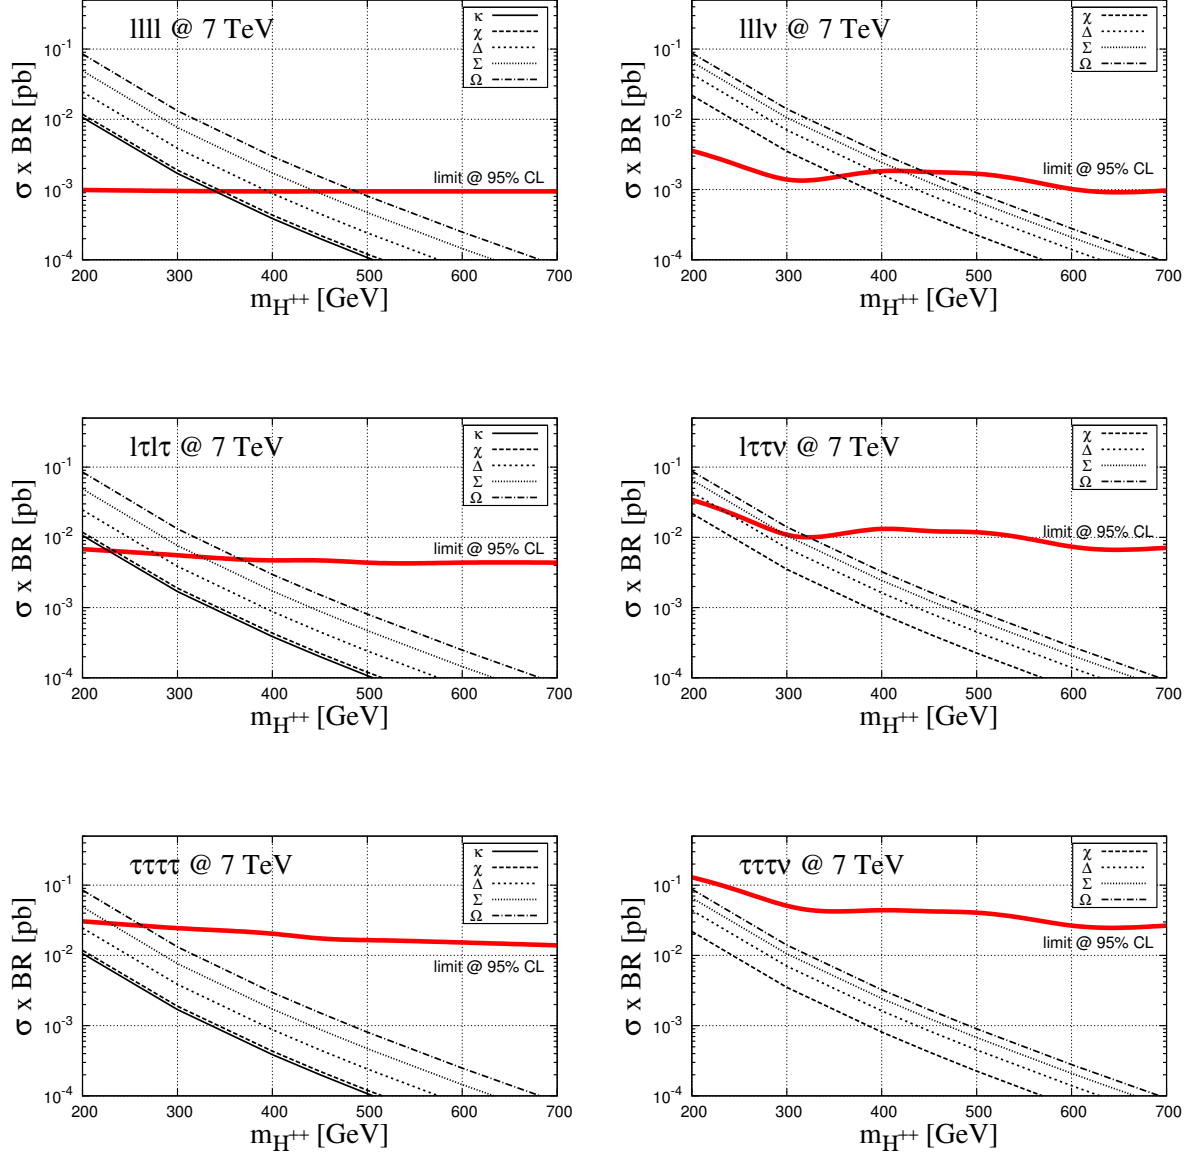 llll @ 7 TeV
κ
χ
Δ
Σ
Ω
10^-1
10^-2
10^-3
10^-4
σ x BR [pb]
limit @ 95% CL
200 300 400 500 600 700
m_H^++ [GeV]
lllν @ 7 TeV
χ
Δ
Σ
Ω
10^-1
10^-2
10^-3
10^-4
σ x BR [pb]
limit @ 95% CL
200 300 400 500 600 700
m_H^++ [GeV]
lτlτ @ 7 TeV
κ
χ
Δ
Σ
Ω
10^-1
10^-2
10^-3
10^-4
σ x BR [pb]
limit @ 95% CL
200 300 400 500 600 700
m_H^++ [GeV]
lττν @ 7 TeV
χ
Δ
Σ
Ω
10^-1
10^-2
10^-3
10^-4
σ x BR [pb]
limit @ 95% CL
200 300 400 500 600 700
m_H^++ [GeV]
ττττ @ 7 TeV
κ
χ
Δ
Σ
Ω
10^-1
10^-2
10^-3
10^-4
σ x BR [pb]
limit @ 95% CL
200 300 400 500 600 700
m_H^++ [GeV]
τττν @ 7 TeV
χ
Δ
Σ
Ω
10^-1
10^-2
10^-3
10^-4
σ x BR [pb]
limit @ 95% CL
200 300 400 500 600 700
m_H^++ [GeV]